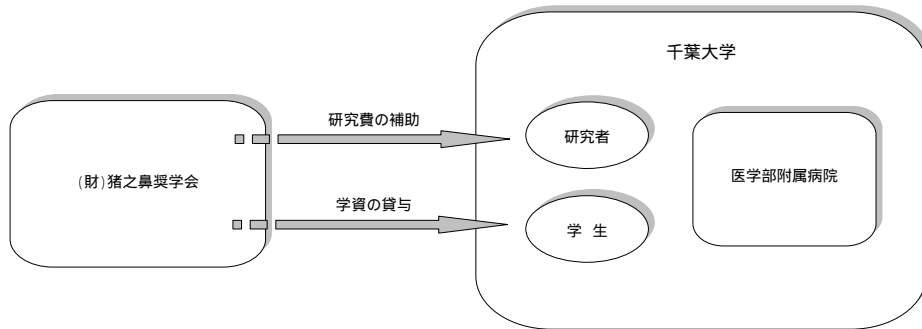 千葉大学
研究費の補助
研究者
(財)猪之鼻奨学会
医学部附属病院
学資の貸与
学 生